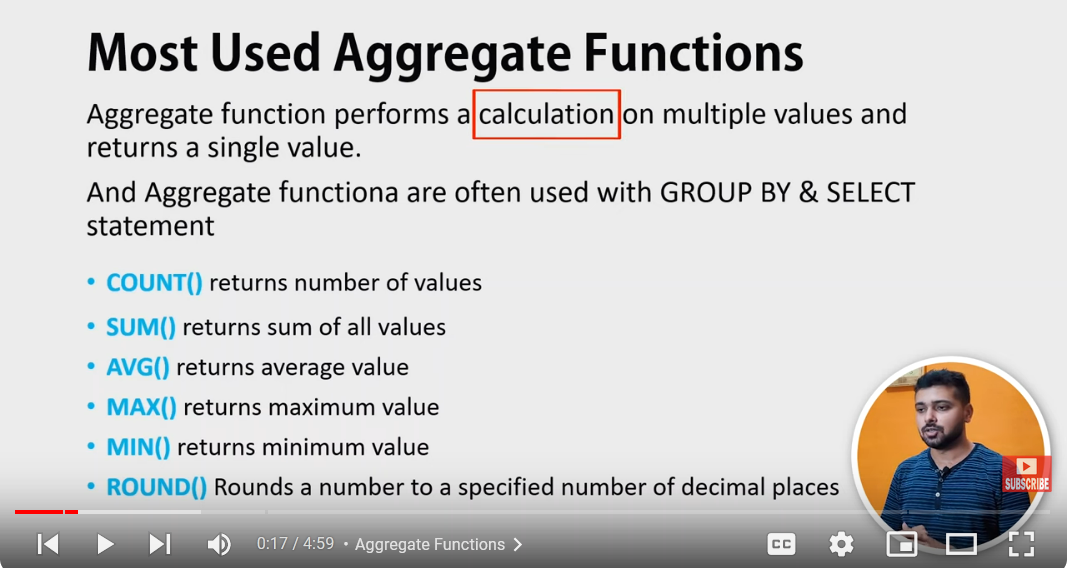 Most Used Aggregate Functions
Aggregate function performs a calculation on multiple values and
returns a single value.
And Aggregate functiona are often used with GROUP BY & SELECT
statement
• COUNT() returns number of values
• SUM() returns sum of all values
• AVG() returns average value
• MAX() returns maximum value
• MIN() returns minimum value
• ROUND() Rounds a number to a specified number of decimal places
SUBSCRIBE
0:17 / 4:59 • Aggregate Functions
CC